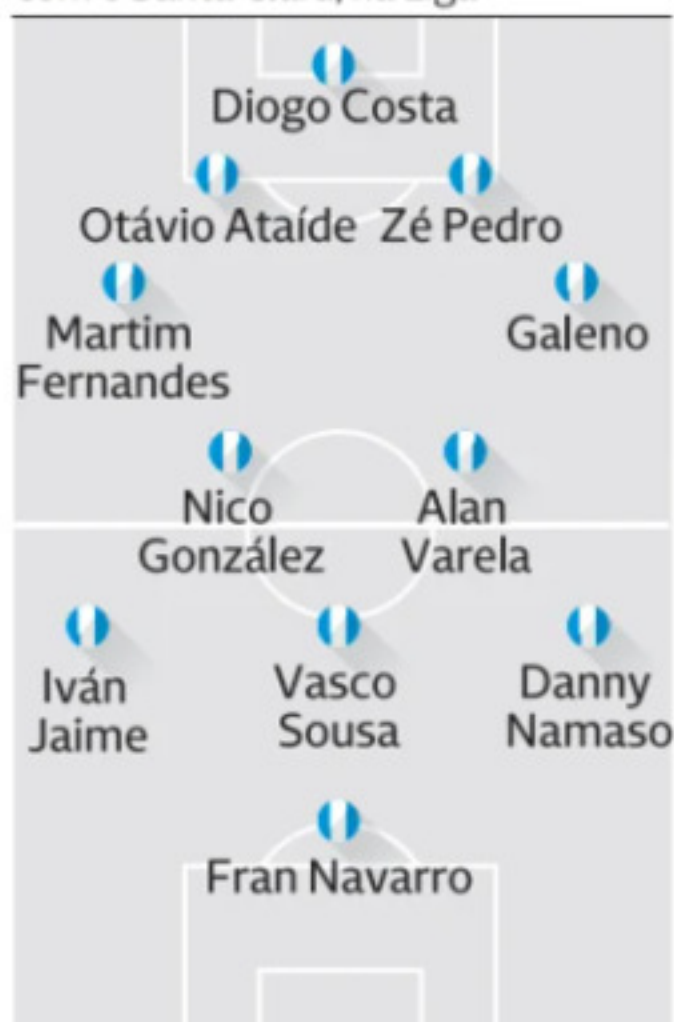 Diogo Costa
Otávio Ataíde Zé Pedro
Martim
Fernandes
Galeno
Nico
González
Alan
Varela
Iván
Jaime
Vasco
Sousa
Danny
Namaso
Fran Navarro